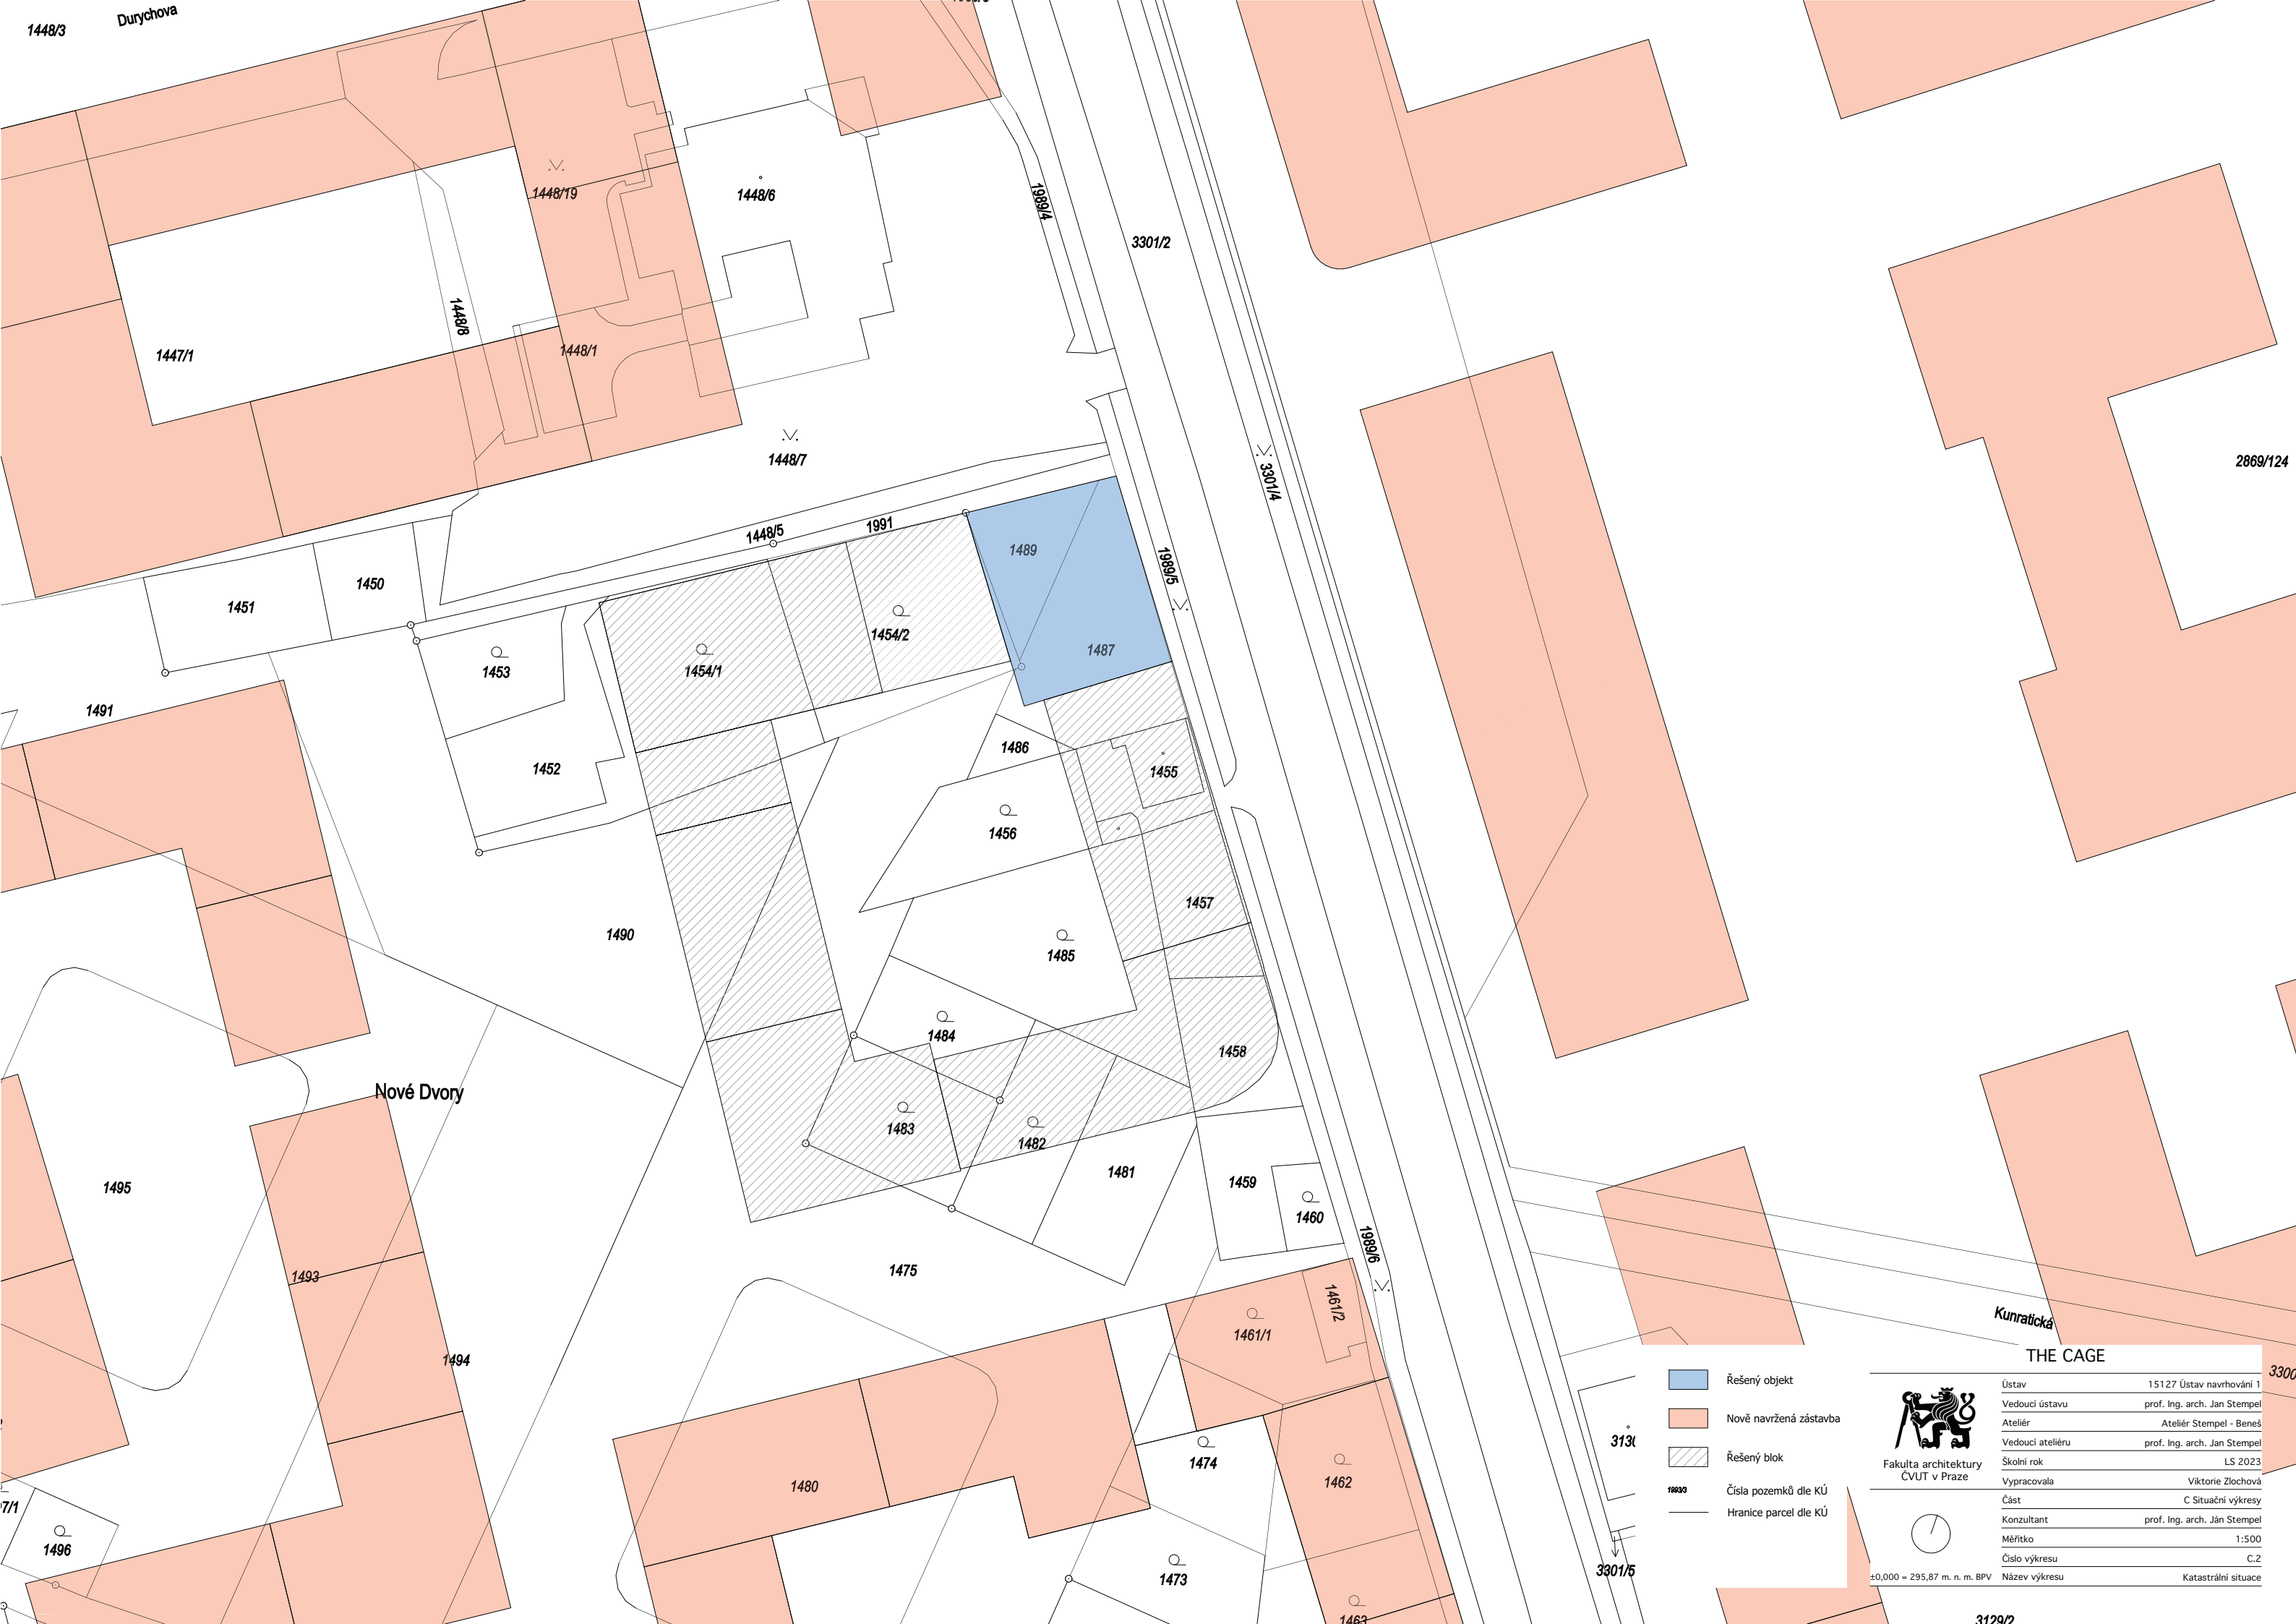 1448/3
Durychova
1448/19
1448/6
1989/4
3301/2
1448/8
1447/1
1448/1
1448/7
3301/4
2869/124
1448/5
1991
1489
1989/5
1451
1450
1454/2
1487
1453
1454/1
1491
1452
1486
1455
1456
1457
1490
1485
1484
1458
Nové Dvory
1483
1482
1481
1495
1459
1460
1989/6
1475
1493
1461/2
1461/1
1494
Kunratická
3300
1474
1462
1480
1496
1473
1463
3301/5
3129/2
Řešený objekt
Nově navržená zástavba
Řešený blok
1993/3 Čísla pozemků dle KÚ
Hranice parcel dle KÚ
THE CAGE
Fakulta architektury
ČVUT v Praze
±0,000 = 295,87 m. n. m. BPV
Ústav 15127 Ústav navrhování 1
Vedoucí ústavu prof. Ing. arch. Jan Stempel
Ateliér Ateliér Stempel - Beneš
Vedoucí ateliéru prof. Ing. arch. Jan Stempel
Školní rok LS 2023
Vypracovala Viktorie Zlochová
Část C Situační výkresy
Konzultant prof. Ing. arch. Ján Stempel
Měřítko 1:500
Číslo výkresu C.2
Název výkresu Katastrální situace